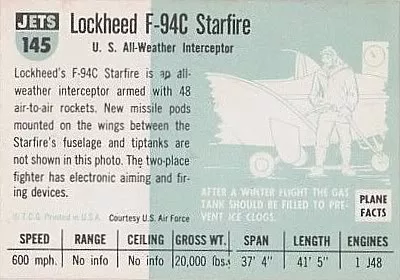 JETS
145
Lockheed F-94C Starfire
U. S. All-Weather Interceptor
Lockheed's F-94C Starfire is an all-
weather interceptor armed with 48
air-to-air rockets. New missile pods
mounted on the wings between the
Starfire's fuselage and tiptanks are
not shown in this photo. The two-place
fighter has electronic aiming and fir-
ing devices.
AFTER A WINTER FLIGHT THE GAS
TANK SHOULD BE FILLED TO PRE-
VENT ICE CLOGS.
PLANE
FACTS
© T.C.G. Printed in U.S.A.
Courtesy U.S. Air Force
SPEED RANGE CEILING GROSS WT. SPAN LENGTH ENGINES
600 mph. No info No info 20,000 lbs. 37' 4" 41' 5" 1 J48